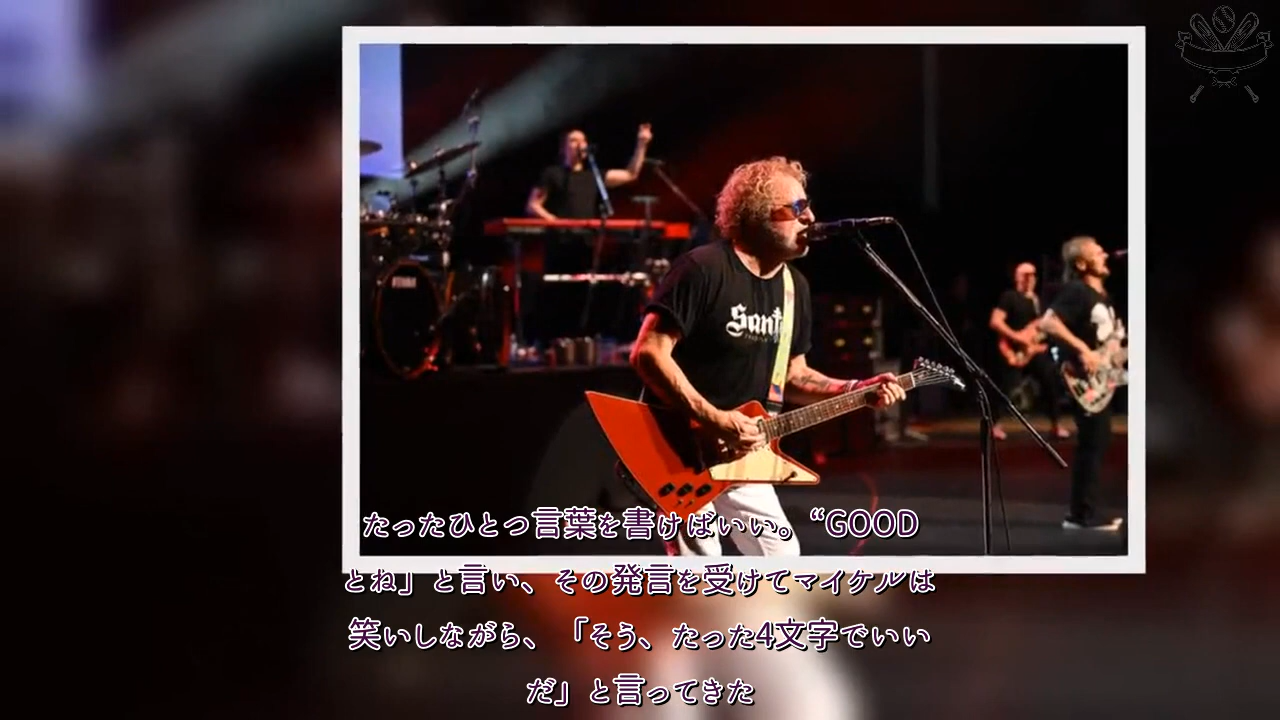 Sant
TAMA
たったひとつ言葉を書けばいい。“GOOD
とね」と言い、その発言を受けてマイケルは
笑いしながら、「そう、たった4文字でいい
だ」と言ってきた